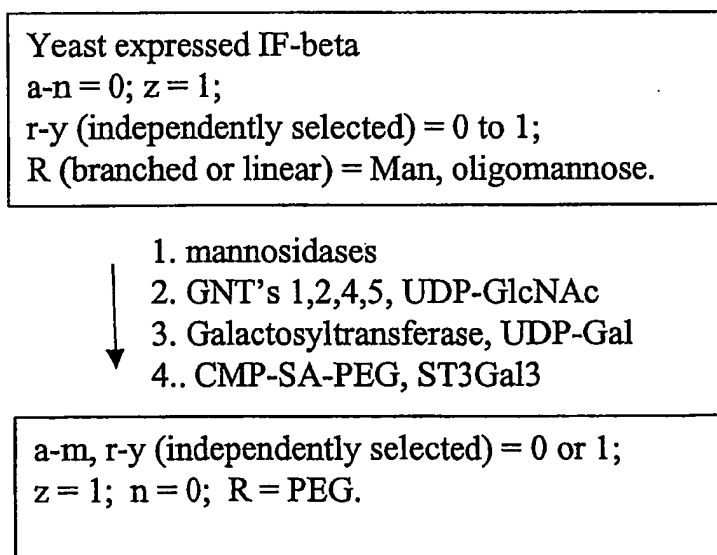 Yeast expressed IF-beta
a-n = 0; z = 1;
r-y (independently selected) = 0 to 1;
R (branched or linear) = Man, oligomannose.
1. mannosidases
2. GNT's 1,2,4,5, UDP-GlcNAc
3. Galactosyltransferase, UDP-Gal
4.. CMP-SA-PEG, ST3Gal3
a-m, r-y (independently selected) = 0 or 1;
z = 1; n = 0; R = PEG.